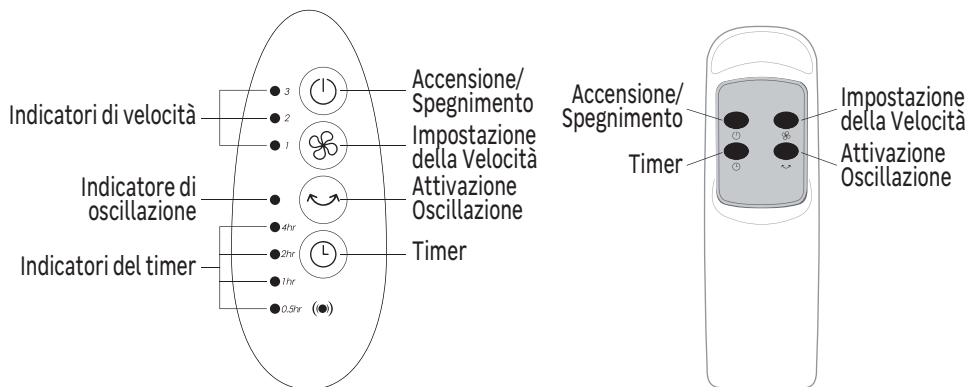 Indicatori di velocità
Indicatore di
oscillazione
Indicatori del timer
3
2
1
4hr
2hr
1hr
0.5hr
Accensione/
Spegnimento
Impostazione
della Velocità
Attivazione
Oscillazione
Timer
Accensione/
Spegnimento
Timer
Impostazione
della Velocità
Attivazione
Oscillazione